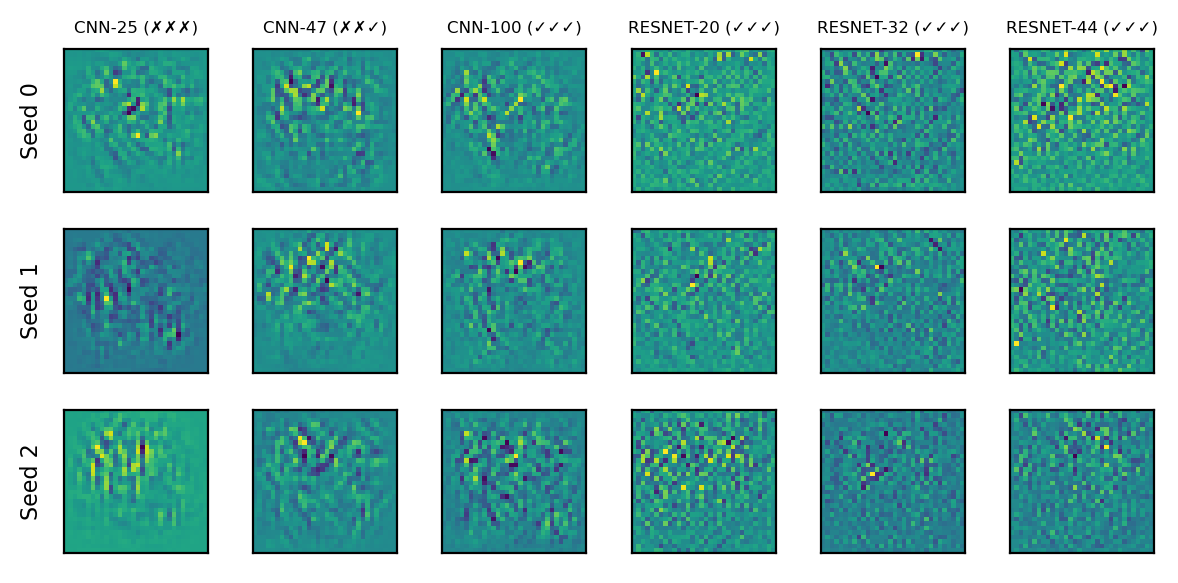 CNN-25 (✗✗✗) CNN-47 (✗✗✓) CNN-100 (✓✓✓) RESNET-20 (✓✓✓) RESNET-32 (✓✓✓) RESNET-44 (✓✓✓)
Seed 0
Seed 1
Seed 2